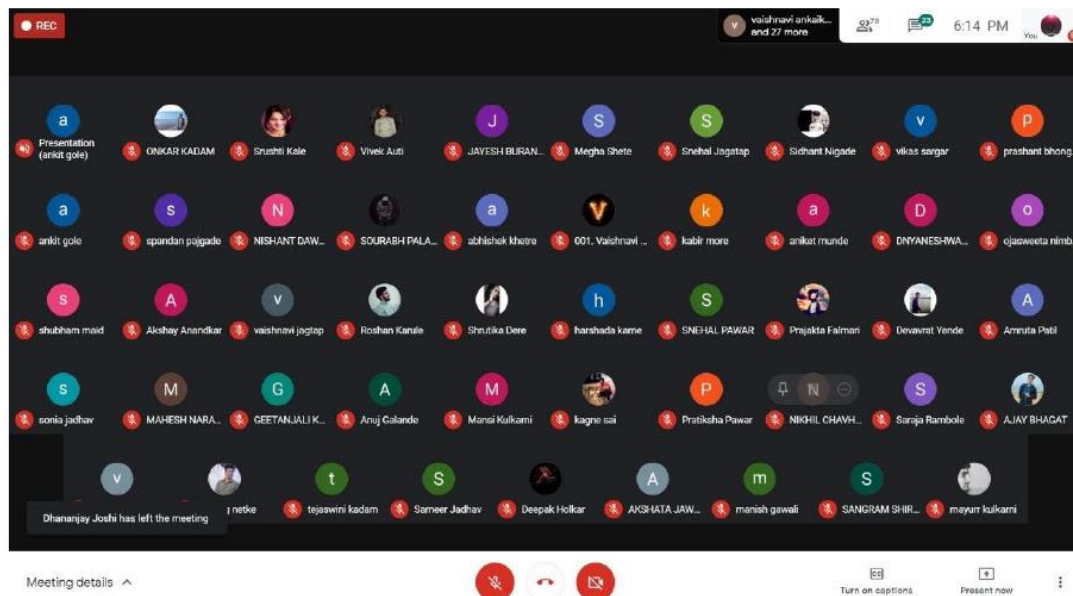 REC
v vaishnavi ankaik... and 27 more
78
23
6:14 PM
You
a J S S v p
Presentation (ankit gole) ONKAR KADAM Srushti Kale Vivek Auti JAYESH BURAN... Megha Shete Snehal Jagatap Sidhant Nigade vikas sargar prashant bhong
a s N a V k a D o
ankit gole spandan pajgade NISHANT DAW... SOURABH PALA... abhishek khetre 001. Vaishnavi ... kabir more aniket munde DNYANESHWA... ojasweeta nimb
s A v h S A
shubham maid Akshay Anandkar vaishnavi jagtap Roshan Karule Shrutika Dere harshada kame SNEHAL PAWAR Prajakta Falmari Devavrat Yende Amruta Patil
s M G A M P N S
sonia jadhav MAHESH NARA... GEETANJALI K... Anuj Galande Mansi Kulkarni kagne sai Pratiksha Pawar NIKHIL CHAVH... Saraja Rambole AJAY BHAGAT
v t S A m S
g netke tejaswini kadam Sameer Jadhav Deepak Holkar AKSHATA JAW... manish gawali SANGRAM SHIR... mayurr kulkarni
Dhananjay Joshi has left the meeting
Meeting details
Turn on captions
Present now